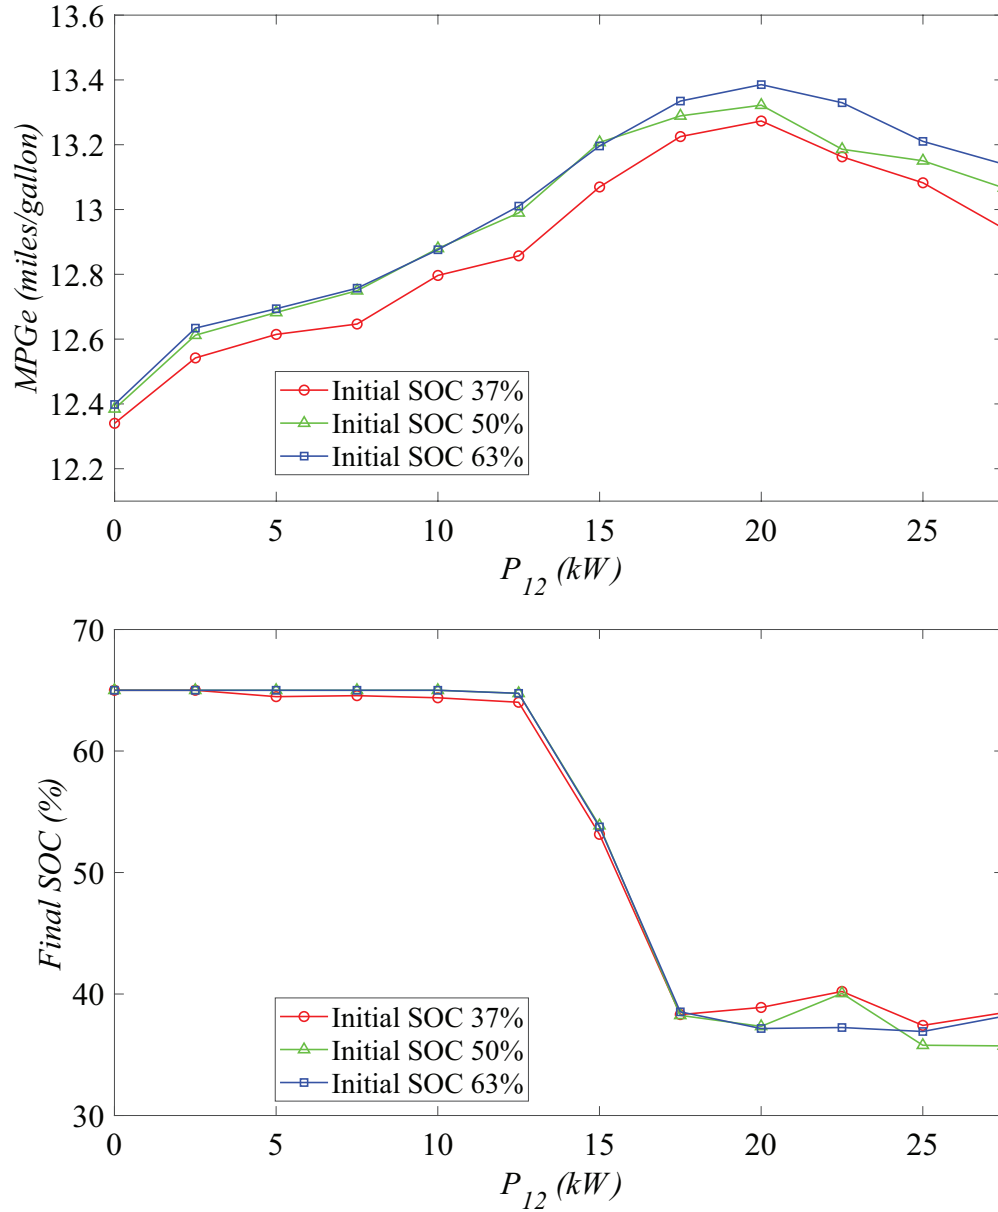 13.6
13.4
13.2
13
12.8
12.6
12.4
12.2
MPGe (miles/gallon)
Initial SOC 37%
Initial SOC 50%
Initial SOC 63%
0 5 10 15 20 25
P12 (kW)
70
60
50
40
30
Final SOC (%)
Initial SOC 37%
Initial SOC 50%
Initial SOC 63%
0 5 10 15 20 25
P12 (kW)